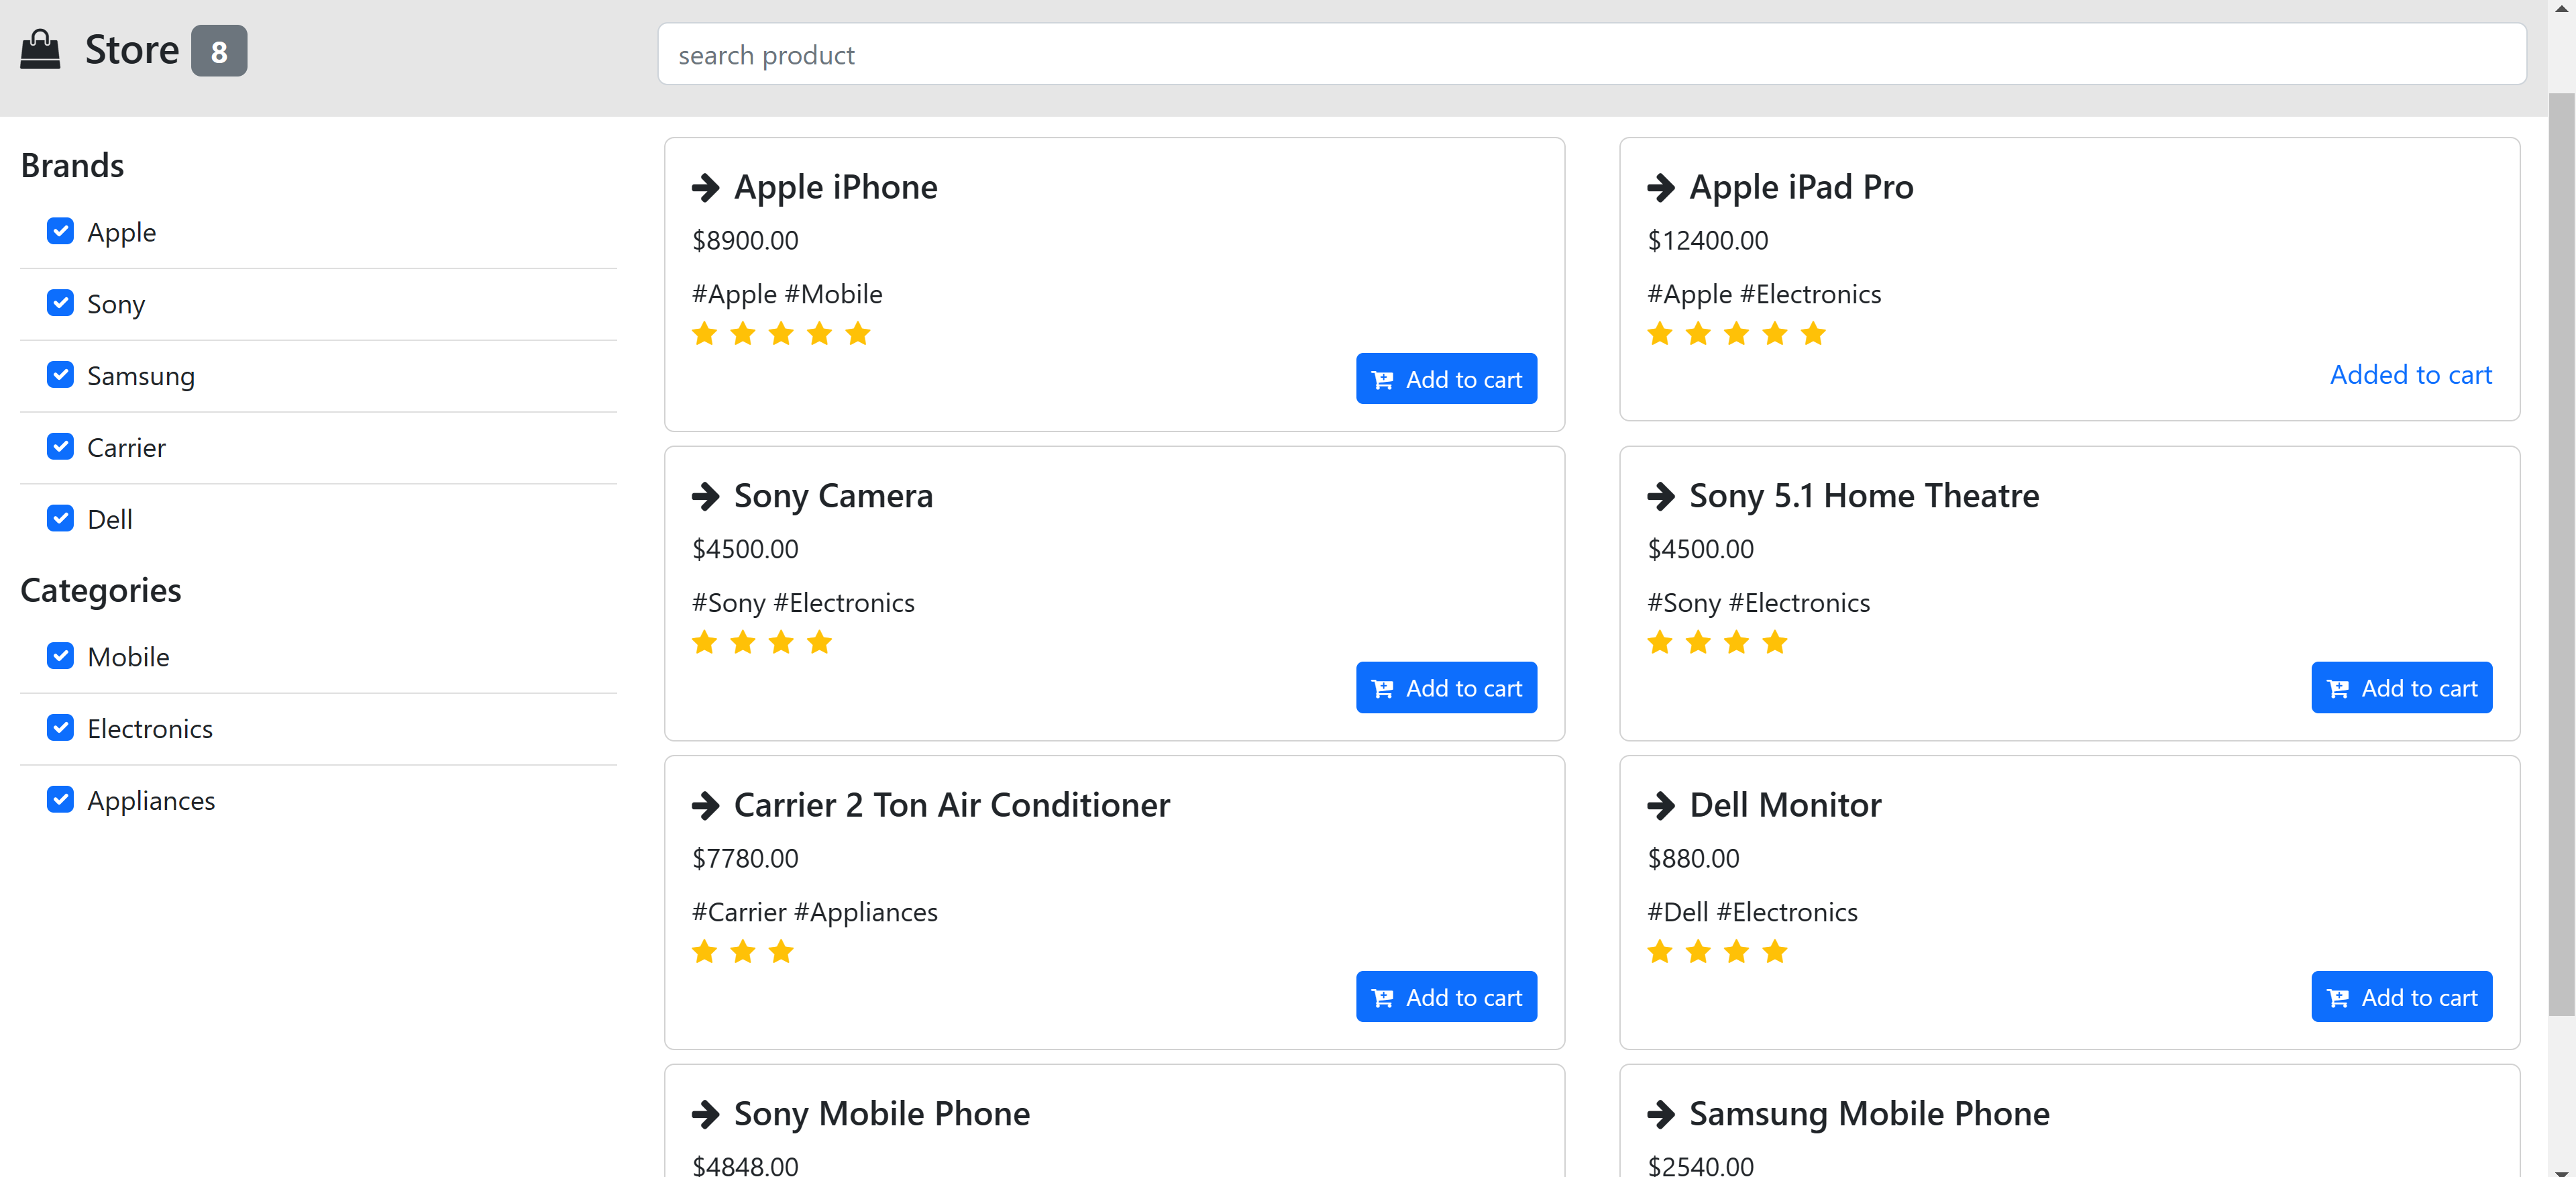 Store 8
search product
Brands
Apple
Sony
Samsung
Carrier
Dell
Categories
Mobile
Electronics
Appliances
Apple iPhone
$8900.00
#Apple #Mobile
Add to cart
Apple iPad Pro
$12400.00
#Apple #Electronics
Added to cart
Sony Camera
$4500.00
#Sony #Electronics
Add to cart
Sony 5.1 Home Theatre
$4500.00
#Sony #Electronics
Add to cart
Carrier 2 Ton Air Conditioner
$7780.00
#Carrier #Appliances
Add to cart
Dell Monitor
$880.00
#Dell #Electronics
Add to cart
Sony Mobile Phone
$4848.00
Samsung Mobile Phone
$2540.00